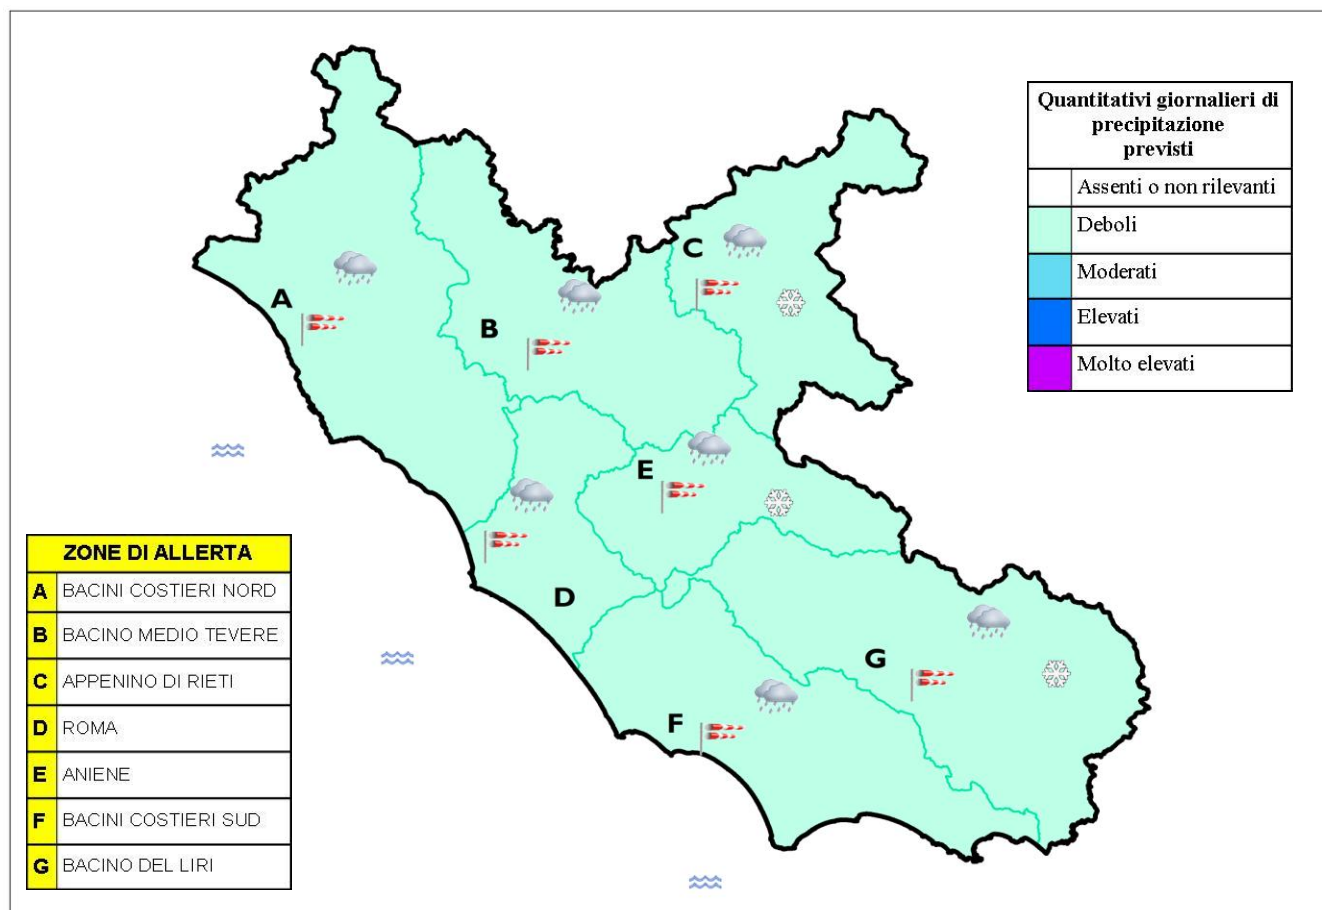 Quantitativi giornalieri di
precipitazione
previsti
Assenti o non rilevanti
Deboli
Moderati
Elevati
Molto elevati
C
A
B
E
D
G
F
ZONE DI ALLERTA
A BACINI COSTIERI NORD
B BACINO MEDIO TEVERE
C APPENINO DI RIETI
D ROMA
E ANIENE
F BACINI COSTIERI SUD
G BACINO DEL LIRI